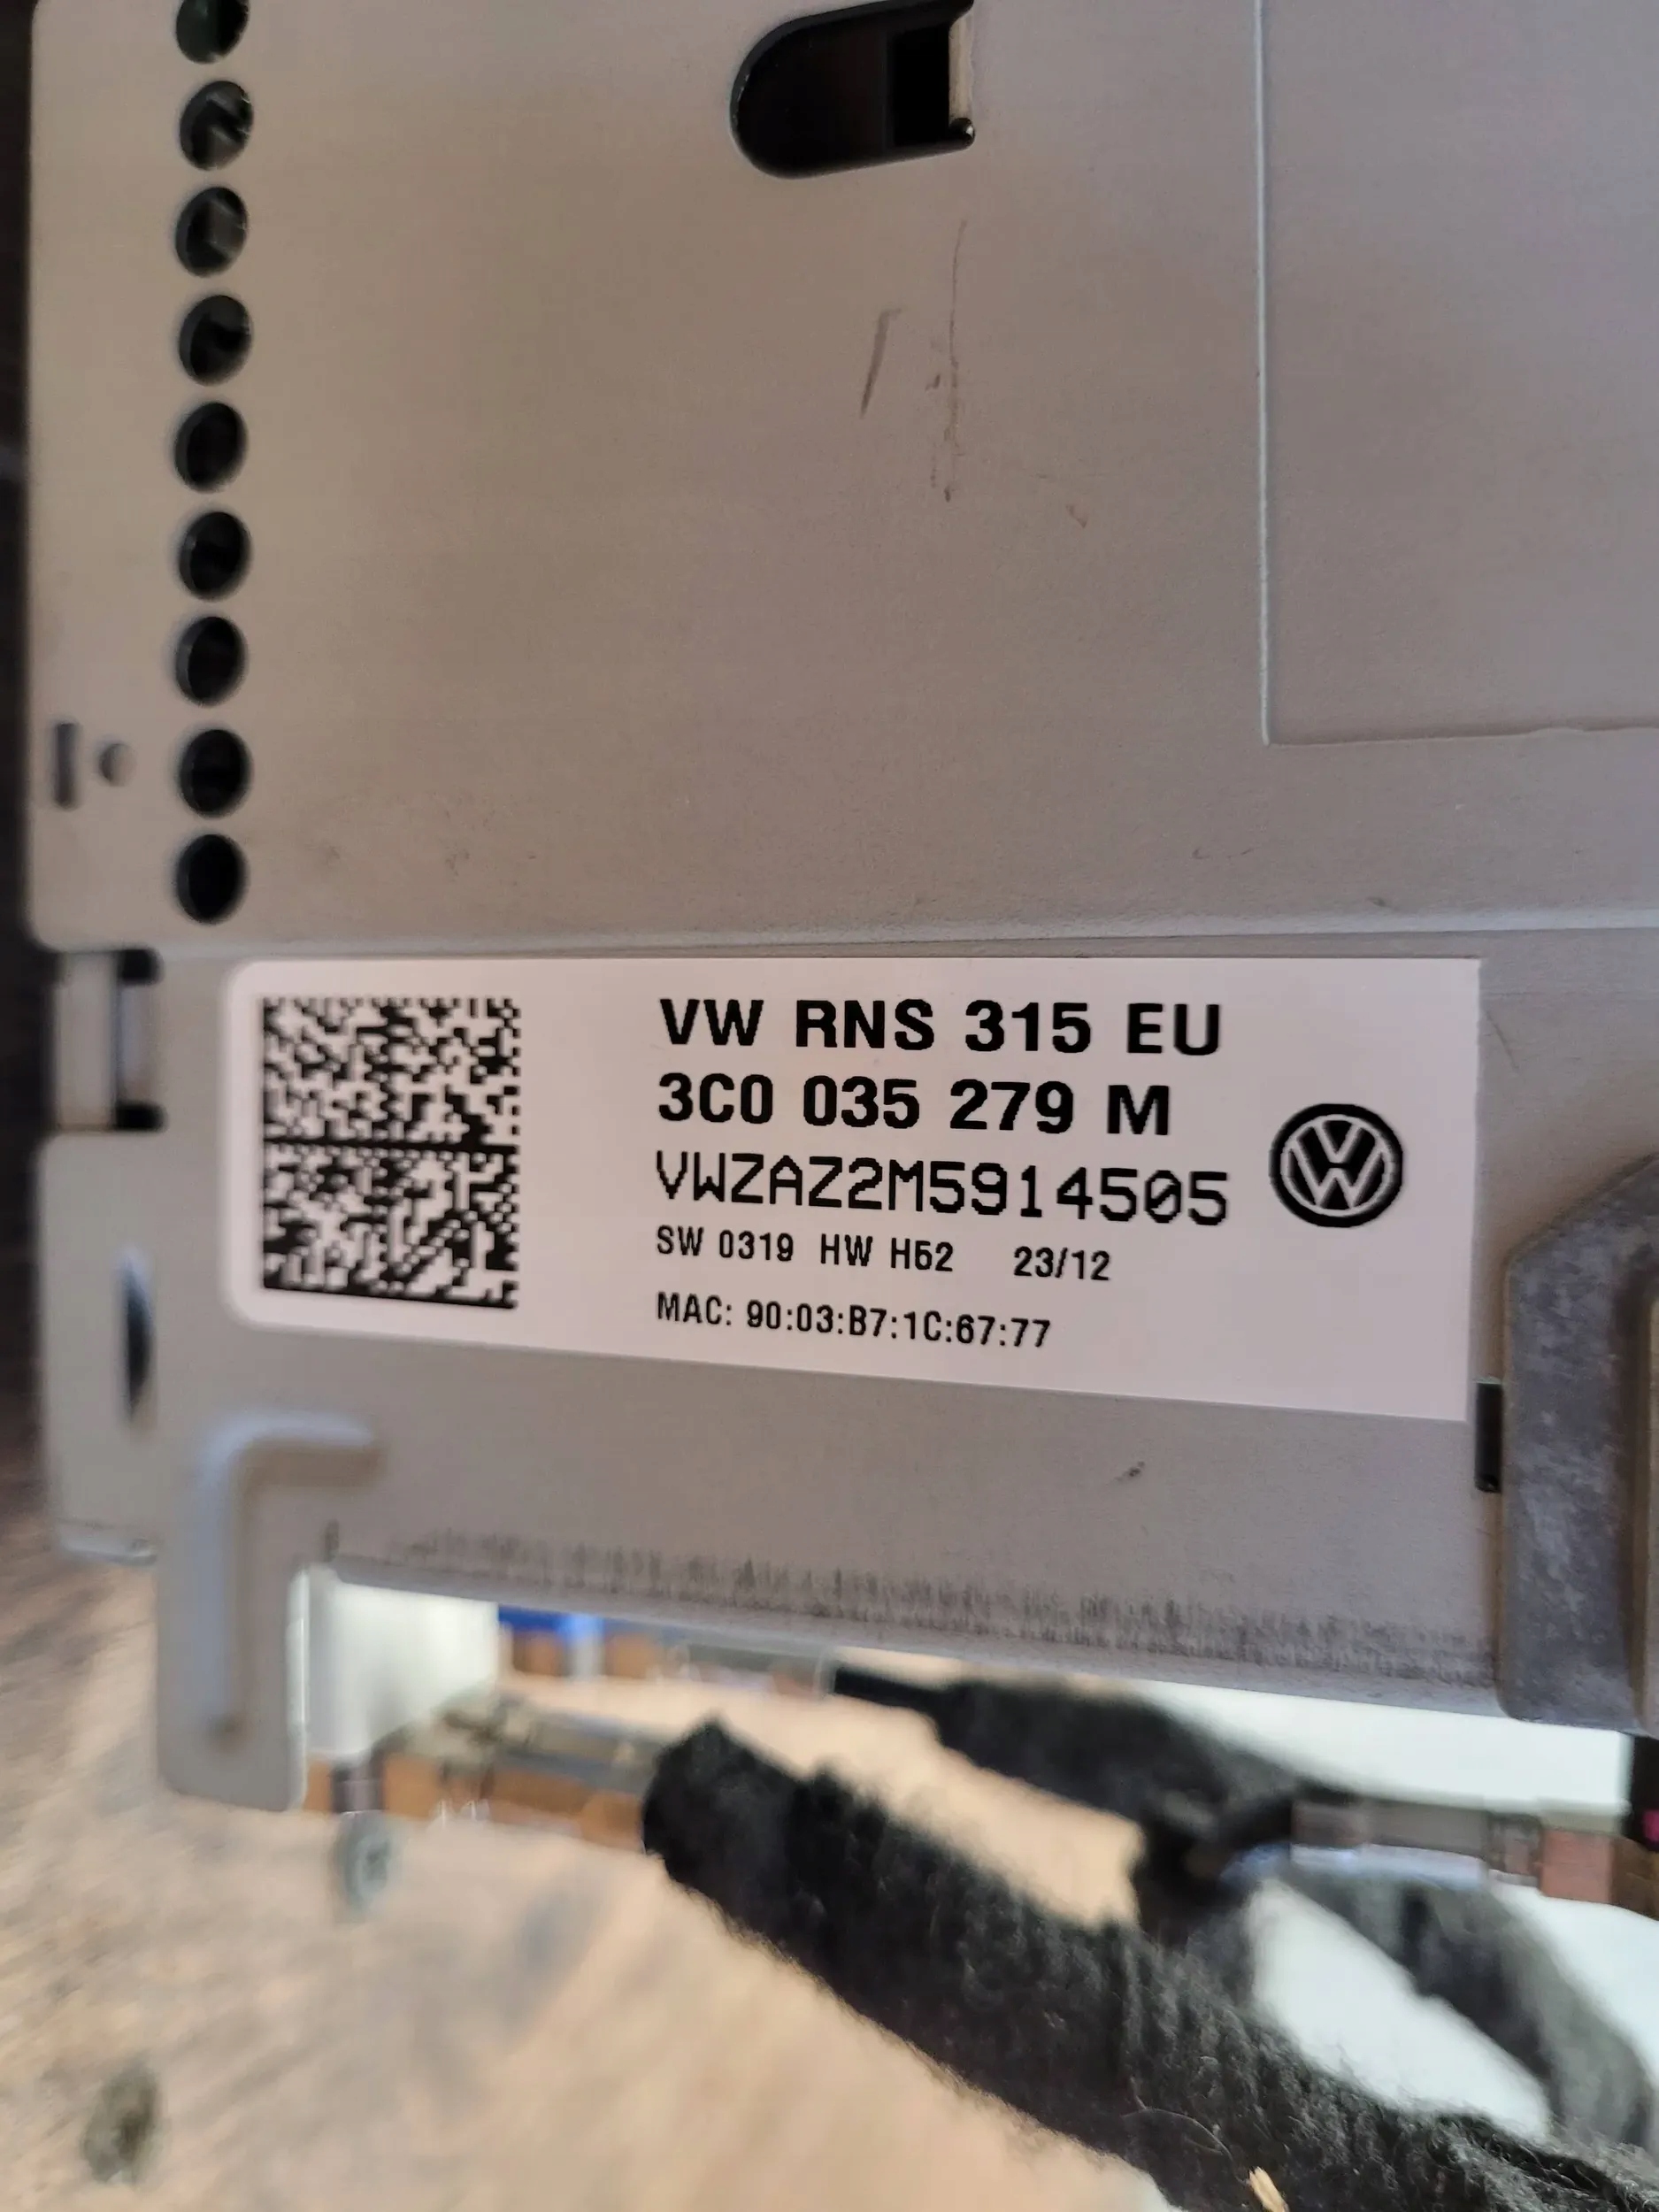 VW RNS 315 EU
3C0 035 279 M
VWZAZ2M5914505
SW 0319 HW H62 23/12
MAC: 90:03:B7:1C:67:77